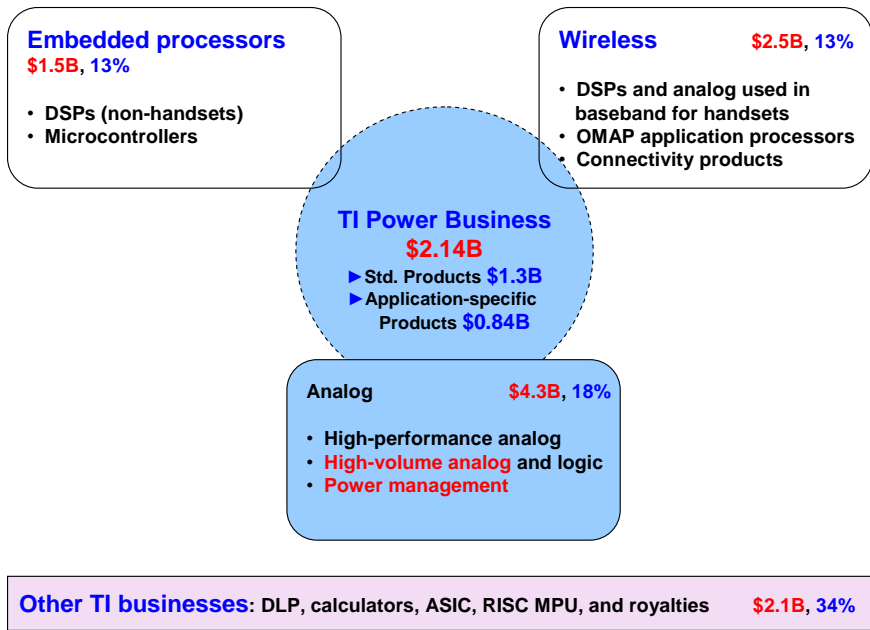 Embedded processors
$1.5B, 13%
• DSPs (non-handsets)
• Microcontrollers
Wireless $2.5B, 13%
• DSPs and analog used in
baseband for handsets
• OMAP application processors
• Connectivity products
TI Power Business
$2.14B
►Std. Products $1.3B
►Application-specific
Products $0.84B
Analog $4.3B, 18%
• High-performance analog
• High-volume analog and logic
• Power management
Other TI businesses: DLP, calculators, ASIC, RISC MPU, and royalties $2.1B, 34%